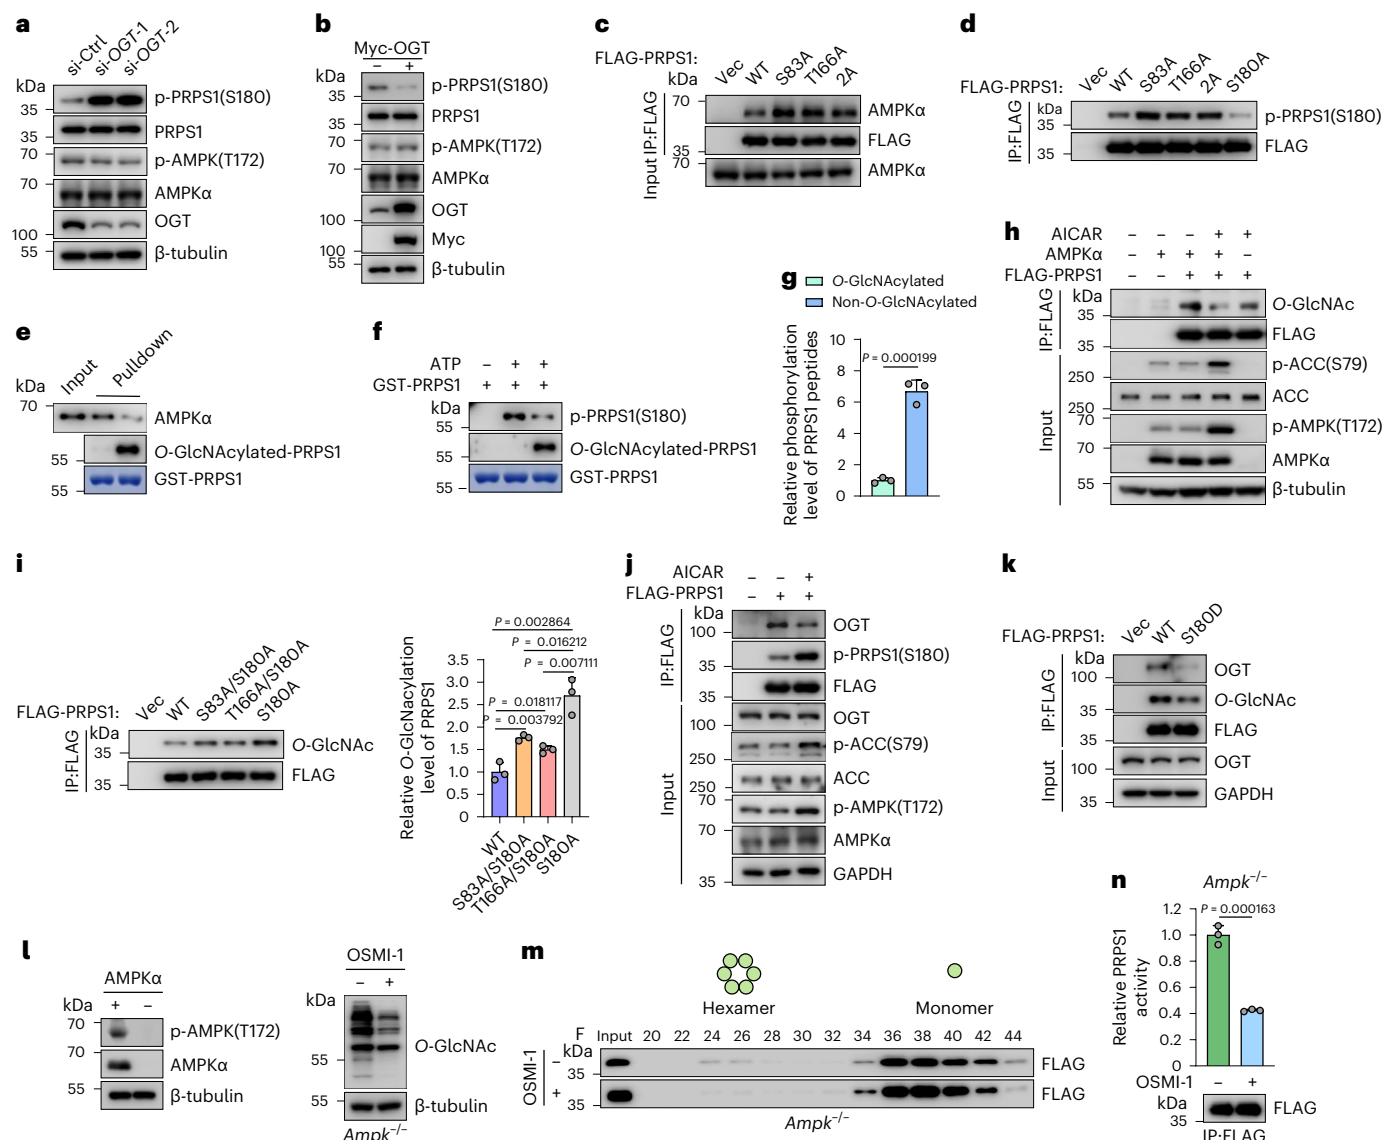 a
si-Ctrl
si-OGT-1
si-OGT-2
kDa
35
p-PRPS1(S180)
35
PRPS1
70
p-AMPK(T172)
70
AMPKα
100
OGT
55
β-tubulin
b
Myc-OGT
– +
kDa
35
p-PRPS1(S180)
35
PRPS1
70
p-AMPK(T172)
70
AMPKα
100
OGT
100
Myc
55
β-tubulin
c
FLAG-PRPS1:
Vec
WT
S83A
T166A
2A
kDa
IP:FLAG
70
AMPKα
35
FLAG
Input
70
AMPKα
d
FLAG-PRPS1:
Vec
WT
S83A
T166A
2A
S180A
IP:FLAG
kDa
35
p-PRPS1(S180)
35
FLAG
e
Input
Pulldown
kDa
70
AMPKα
55
O-GlcNAcylated-PRPS1
55
GST-PRPS1
f
ATP – + +
GST-PRPS1 + + +
kDa
55
p-PRPS1(S180)
55
O-GlcNAcylated-PRPS1
55
GST-PRPS1
g
O-GlcNAcylated
Non-O-GlcNAcylated
Relative phosphorylation
level of PRPS1 peptides
10
8
6
4
2
0
P = 0.000199
h
AICAR – – – + +
AMPKα – + + + –
FLAG-PRPS1 – – + + +
IP:FLAG
kDa
35
O-GlcNAc
35
FLAG
Input
250
p-ACC(S79)
250
ACC
70
p-AMPK(T172)
70
AMPKα
55
β-tubulin
i
FLAG-PRPS1:
Vec
WT
S83A/S180A
T166A/S180A
S180A
IP:FLAG
kDa
35
O-GlcNAc
35
FLAG
Relative O-GlcNacylation
level of PRPS1
3.5
3.0
2.5
2.0
1.5
1.0
0.5
0
P = 0.002864
P = 0.016212
P = 0.007111
P = 0.018117
P = 0.003792
WT
S83A/S180A
T166A/S180A
S180A
j
AICAR – – +
FLAG-PRPS1 – + +
IP:FLAG
kDa
100
OGT
35
p-PRPS1(S180)
35
FLAG
Input
100
OGT
250
p-ACC(S79)
250
ACC
70
p-AMPK(T172)
70
AMPKα
35
GAPDH
k
FLAG-PRPS1:
Vec
WT
S180D
IP:FLAG
kDa
100
OGT
35
O-GlcNAc
35
FLAG
Input
100
OGT
35
GAPDH
l
AMPKα
kDa + –
70
p-AMPK(T172)
70
AMPKα
55
β-tubulin
OSMI-1
– +
kDa
55
O-GlcNAc
55
β-tubulin
Ampk–/–
m
Hexamer
Monomer
F Input 20 22 24 26 28 30 32 34 36 38 40 42 44
kDa
OSMI-1
–
35
FLAG
+
35
FLAG
Ampk–/–
n
Ampk–/–
Relative PRPS1
activity
1.2
1.0
0.8
0.6
0.4
0.2
0
P = 0.000163
OSMI-1 – +
kDa
35
FLAG
IP:FLAG